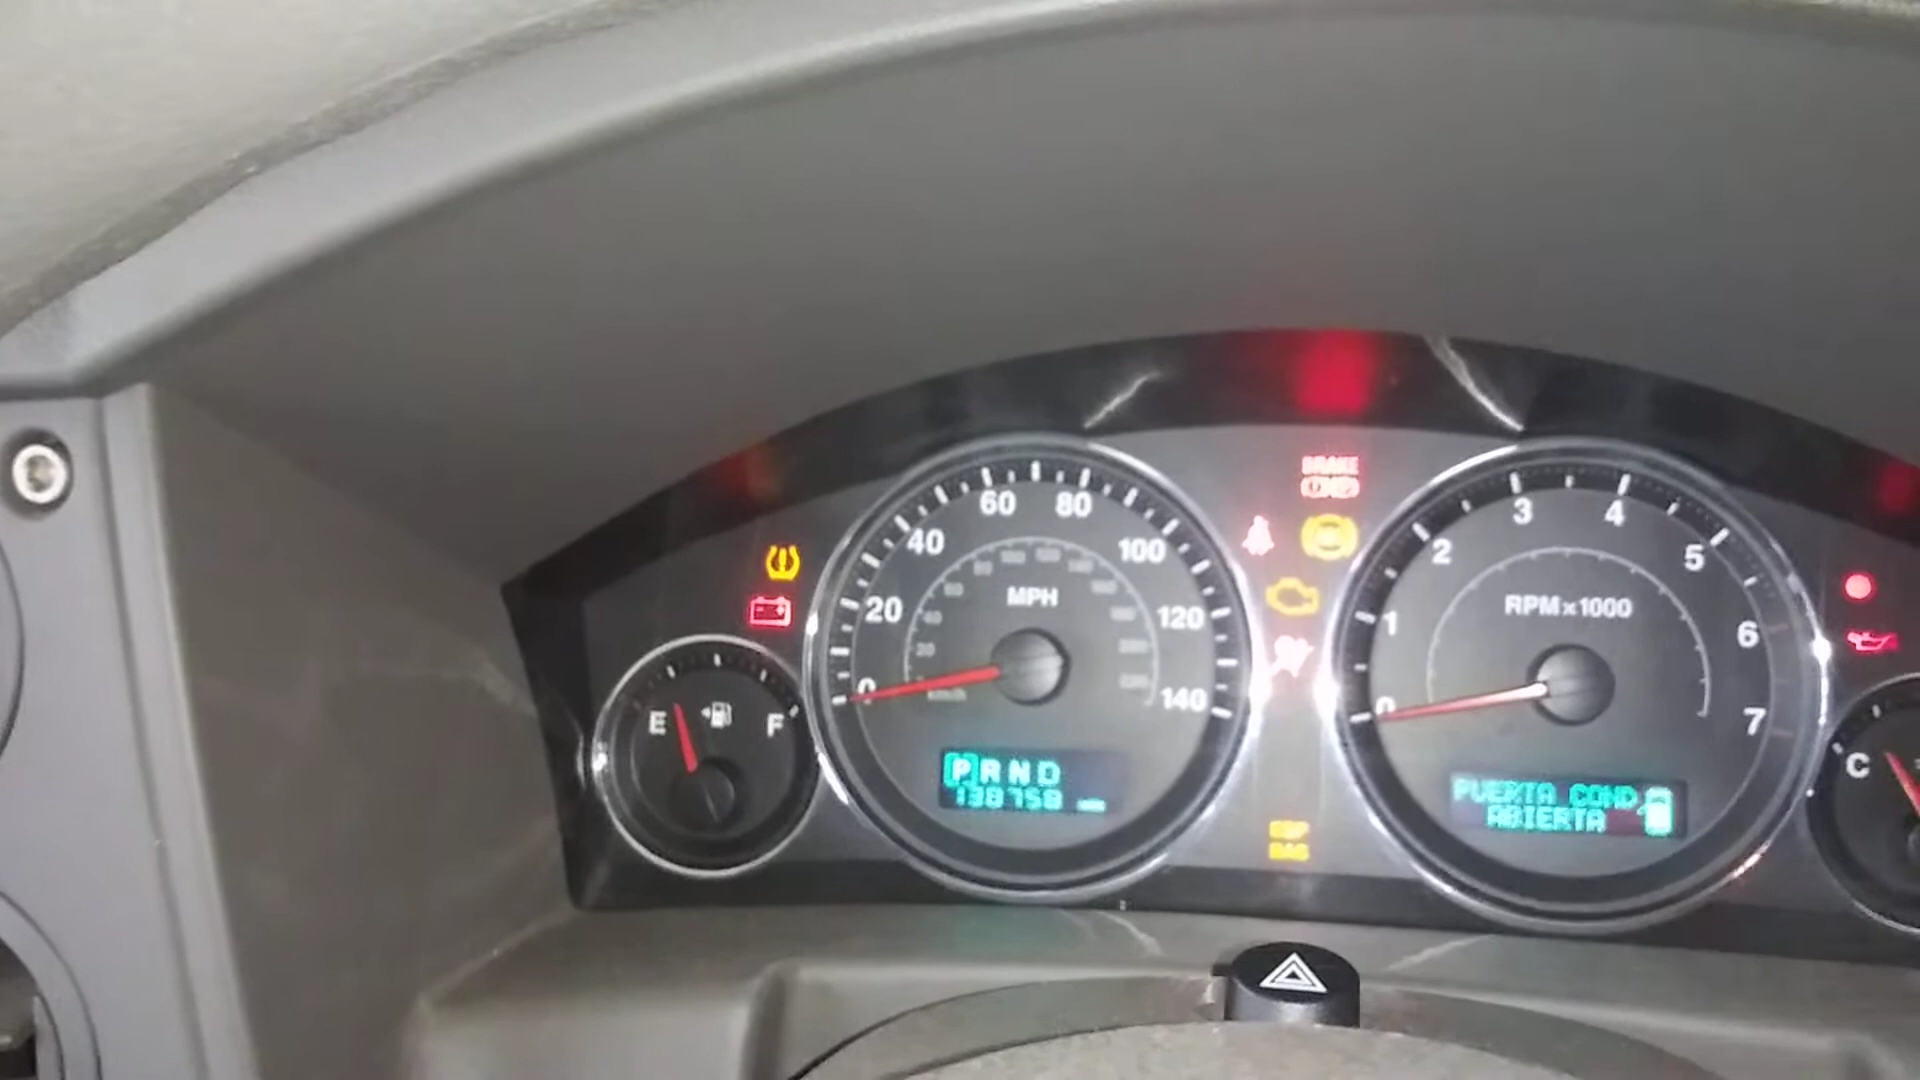 BRAKE
60 80
40 100
20 MPH 120
0 140
3 4
2 5
1 RPM x 1000 6
0 7
E F
C
P R N D
138758
PUERTA COND
ABIERTA